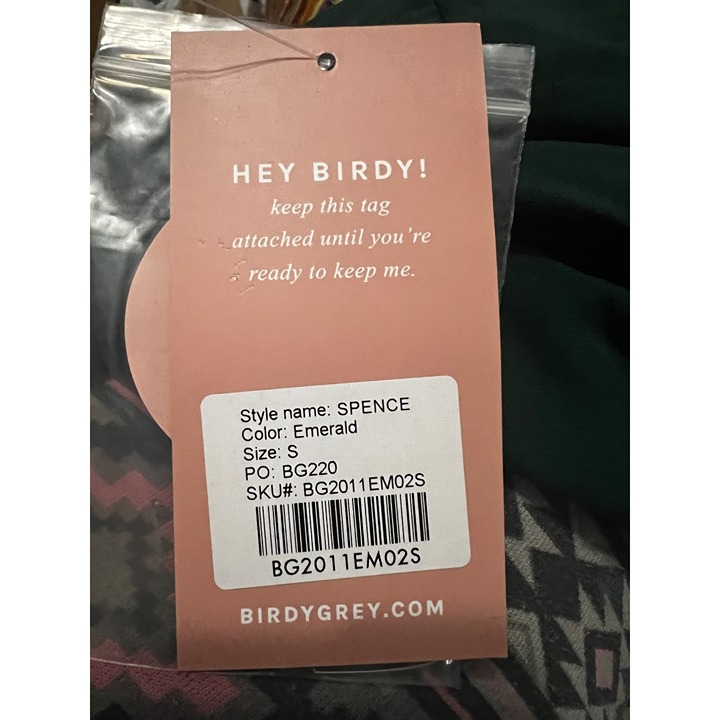 HEY BIRDY!
keep this tag
attached until you're
ready to keep me.
Style name: SPENCE
Color: Emerald
Size: S
PO: BG220
SKU#: BG2011EM02S
BG2011EM02S
BIRDYGREY.COM